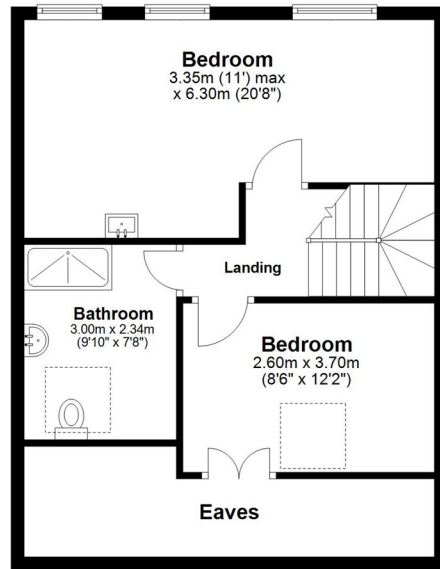 Bedroom
3.35m (11') max
x 6.30m (20'8")
Landing
Bathroom
3.00m x 2.34m
(9'10" x 7'8")
Bedroom
2.60m x 3.70m
(8'6" x 12'2")
Eaves